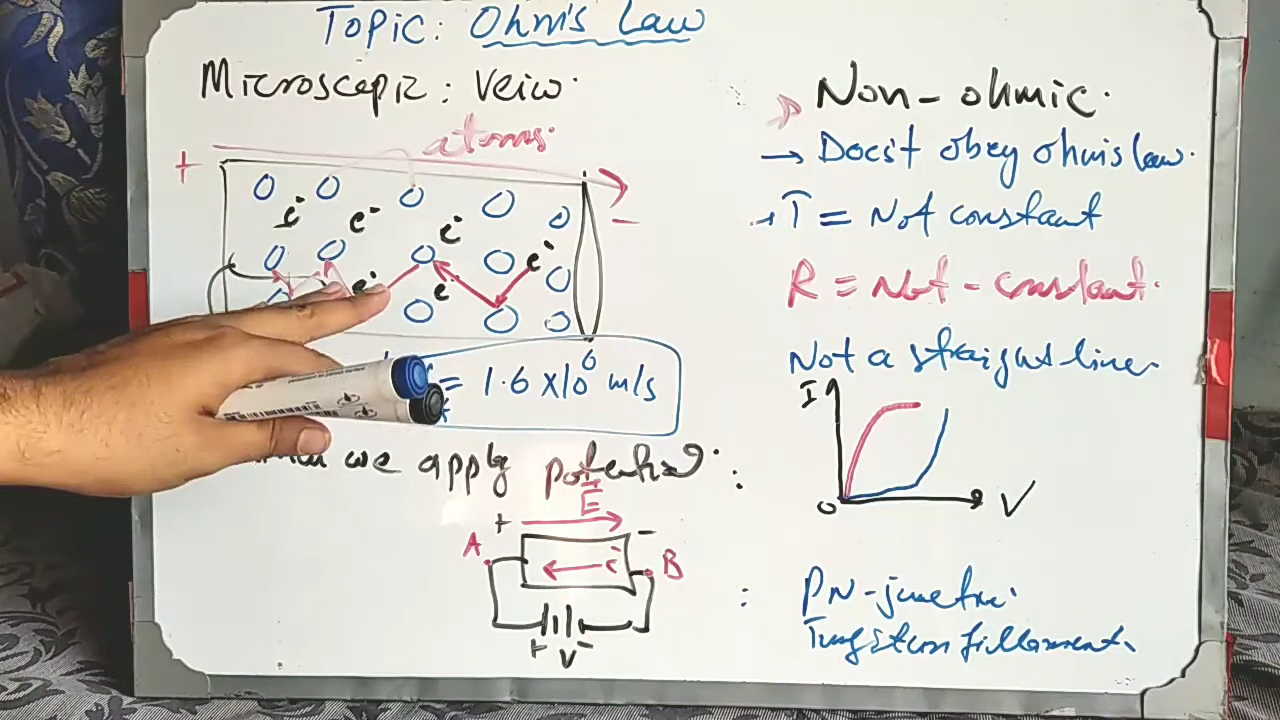 Topic: Ohm's Law
Microscopic: Veiw.
atoms.
+
-
e- e- e- e-
e- e-
= 1.6 x10⁶ m/s
we apply potential. :
E
+ -
A e- B
+ V -
Non-ohmic.
→ Does't obey ohm's law.
→ T = Not constant
R = Not-constant.
Not a straight line
I
O V
: PN-junction.
Tungsten fillament.